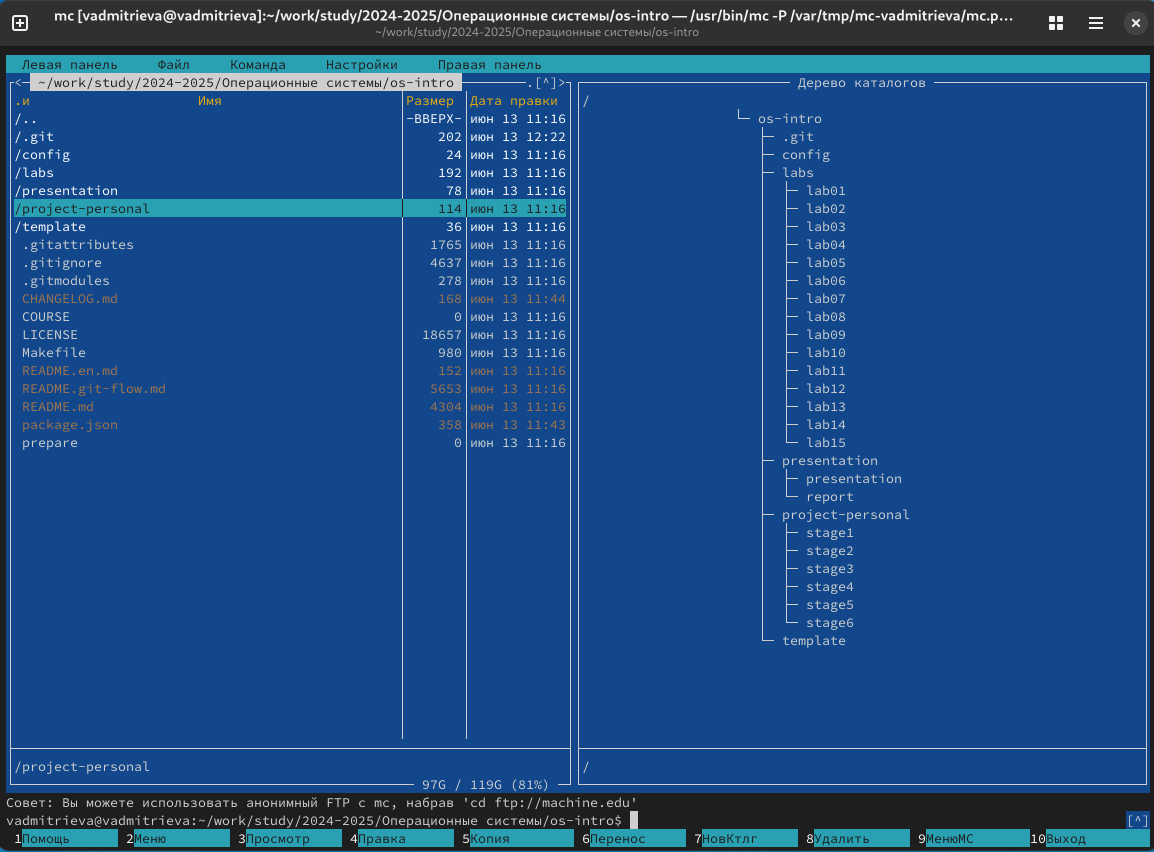 mc [vadmitrieva@vadmitrieva]:~/work/study/2024-2025/Операционные системы/os-intro — /usr/bin/mc -P /var/tmp/mc-vadmitrieva/mc.p…
~/work/study/2024-2025/Операционные системы/os-intro
Левая панель Файл Команда Настройки Правая панель
<─ ~/work/study/2024-2025/Операционные системы/os-intro .[^]>
.и Имя Размер Дата правки
/.. -ВВЕРХ- июн 13 11:16
/.git 202 июн 13 12:22
/config 24 июн 13 11:16
/labs 192 июн 13 11:16
/presentation 78 июн 13 11:16
/project-personal 114 июн 13 11:16
/template 36 июн 13 11:16
.gitattributes 1765 июн 13 11:16
.gitignore 4637 июн 13 11:16
.gitmodules 278 июн 13 11:16
CHANGELOG.md 168 июн 13 11:44
COURSE 0 июн 13 11:16
LICENSE 18657 июн 13 11:16
Makefile 980 июн 13 11:16
README.en.md 152 июн 13 11:16
README.git-flow.md 5653 июн 13 11:16
README.md 4304 июн 13 11:16
package.json 358 июн 13 11:43
prepare 0 июн 13 11:16
/project-personal
97G / 119G (81%)
Дерево каталогов
/
os-intro
.git
config
labs
lab01
lab02
lab03
lab04
lab05
lab06
lab07
lab08
lab09
lab10
lab11
lab12
lab13
lab14
lab15
presentation
presentation
report
project-personal
stage1
stage2
stage3
stage4
stage5
stage6
template
/
Совет: Вы можете использовать анонимный FTP с mc, набрав 'cd ftp://machine.edu'
vadmitrieva@vadmitrieva:~/work/study/2024-2025/Операционные системы/os-intro$ [^]
1Помощь 2Меню 3Просмотр 4Правка 5Копия 6Перенос 7НовКтлг 8Удалить 9МенюМС 10Выход